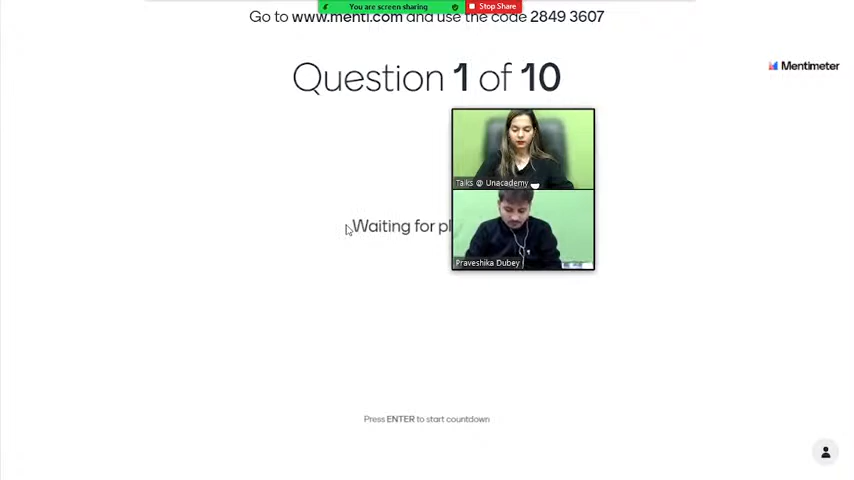 You are screen sharing
Stop Share
Go to www.menti.com and use the code 2849 3607
Mentimeter
Question 1 of 10
Talks @ Unacademy
Waiting for pl
Praveshika Dubey
Press ENTER to start countdown